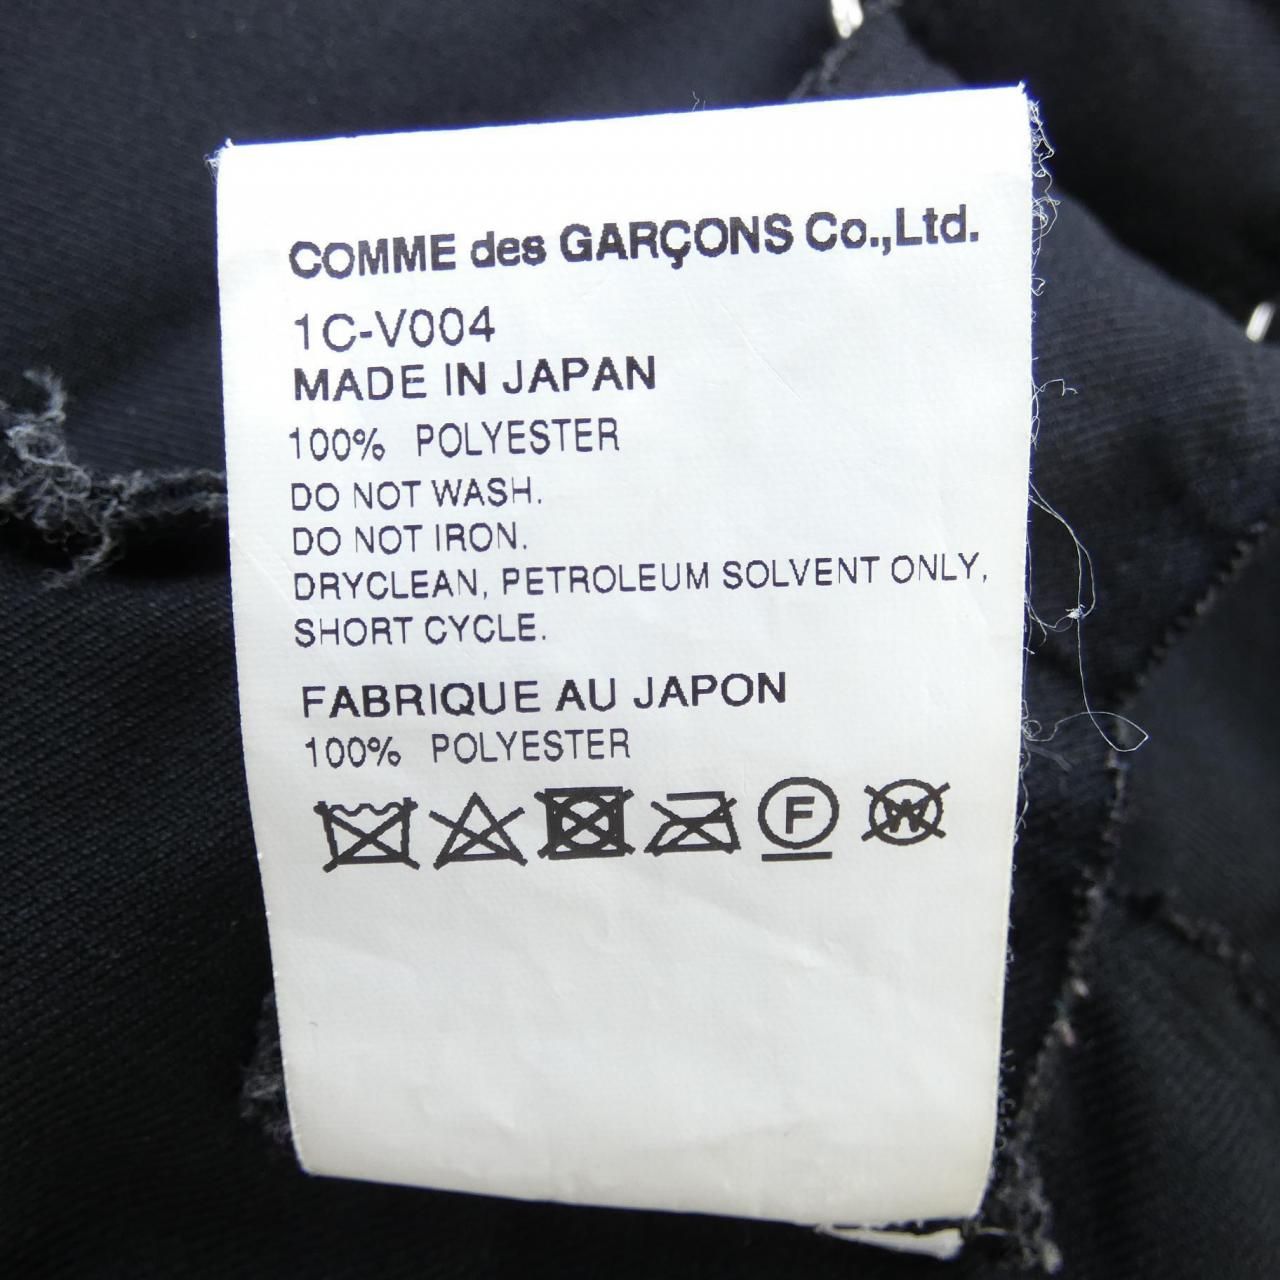 COMME des GARÇONS Co.,Ltd.
1C-V004
MADE IN JAPAN
100% POLYESTER
DO NOT WASH.
DO NOT IRON.
DRYCLEAN, PETROLEUM SOLVENT ONLY,
SHORT CYCLE.
FABRIQUE AU JAPON
100% POLYESTER
F W